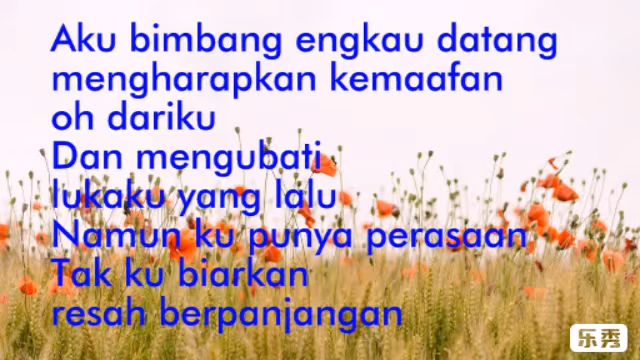 Aku bimbang engkau datang
mengharapkan kemaafan
oh dariku
Dan mengubati
lukaku yang lalu
Namun ku punya perasaan
Tak ku biarkan
resah berpanjangan
乐秀